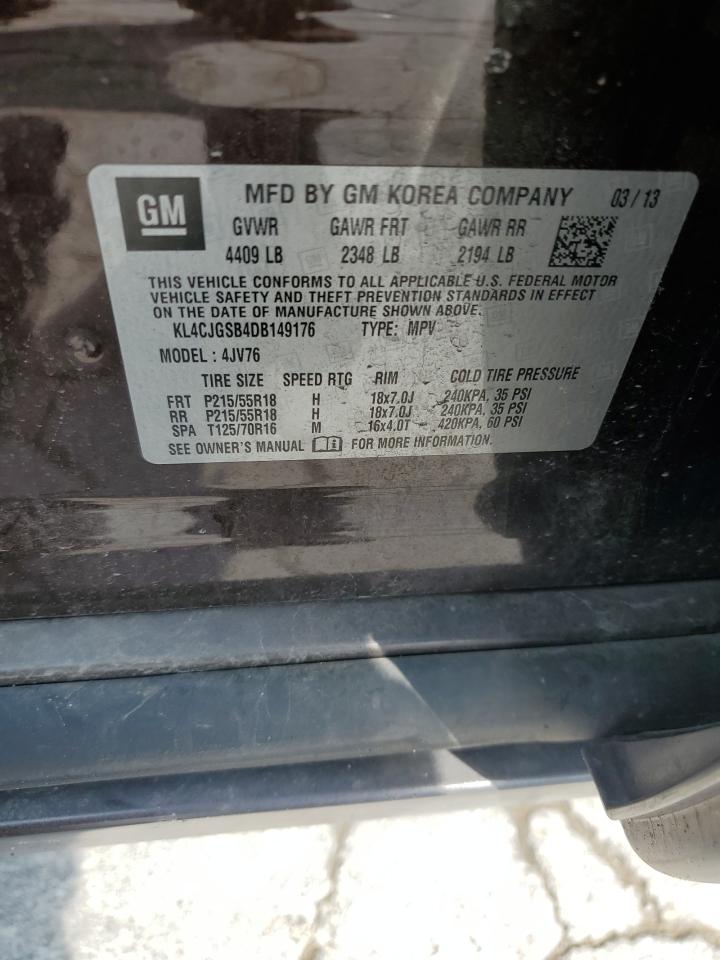 GM MFD BY GM KOREA COMPANY 03/13
GVWR GAWR FRT GAWR RR
4409 LB 2348 LB 2194 LB
THIS VEHICLE CONFORMS TO ALL APPLICABLE U.S. FEDERAL MOTOR
VEHICLE SAFETY AND THEFT PREVENTION STANDARDS IN EFFECT
ON THE DATE OF MANUFACTURE SHOWN ABOVE.
KL4CJGSB4DB149176 TYPE: MPV
MODEL : 4JV76
TIRE SIZE SPEED RTG RIM COLD TIRE PRESSURE
FRT P215/55R18 H 18x7.0J 240KPA, 35 PSI
RR P215/55R18 H 18x7.0J 240KPA, 35 PSI
SPA T125/70R16 M 16x4.0T 420KPA, 60 PSI
SEE OWNER'S MANUAL FOR MORE INFORMATION.